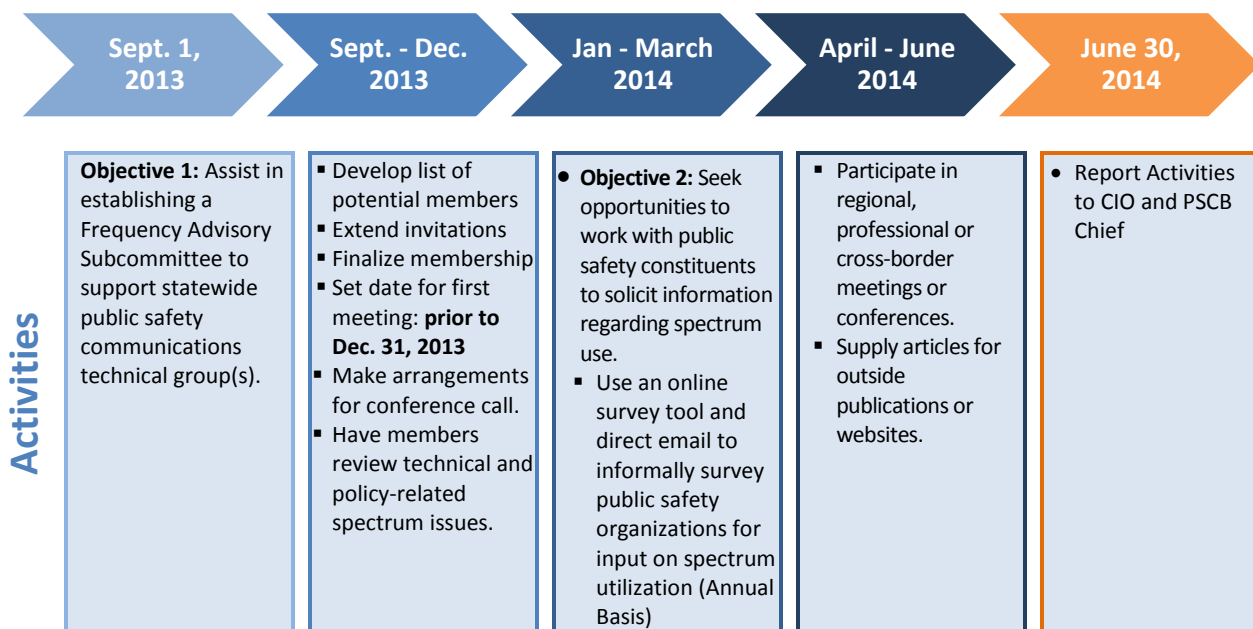 Sept. 1,
2013
Sept. - Dec.
2013
Jan - March
2014
April - June
2014
June 30,
2014
Activities
Objective 1: Assist in
establishing a
Frequency Advisory
Subcommittee to
support statewide
public safety
communications
technical group(s).
▪ Develop list of
potential members
▪ Extend invitations
▪ Finalize membership
▪ Set date for first
meeting: prior to
Dec. 31, 2013
▪ Make arrangements
for conference call.
▪ Have members
review technical and
policy-related
spectrum issues.
• Objective 2: Seek
opportunities to
work with public
safety constituents
to solicit information
regarding spectrum
use.
▪ Use an online
survey tool and
direct email to
informally survey
public safety
organizations for
input on spectrum
utilization (Annual
Basis)
▪ Participate in
regional,
professional or
cross-border
meetings or
conferences.
▪ Supply articles for
outside
publications or
websites.
• Report Activities
to CIO and PSCB
Chief